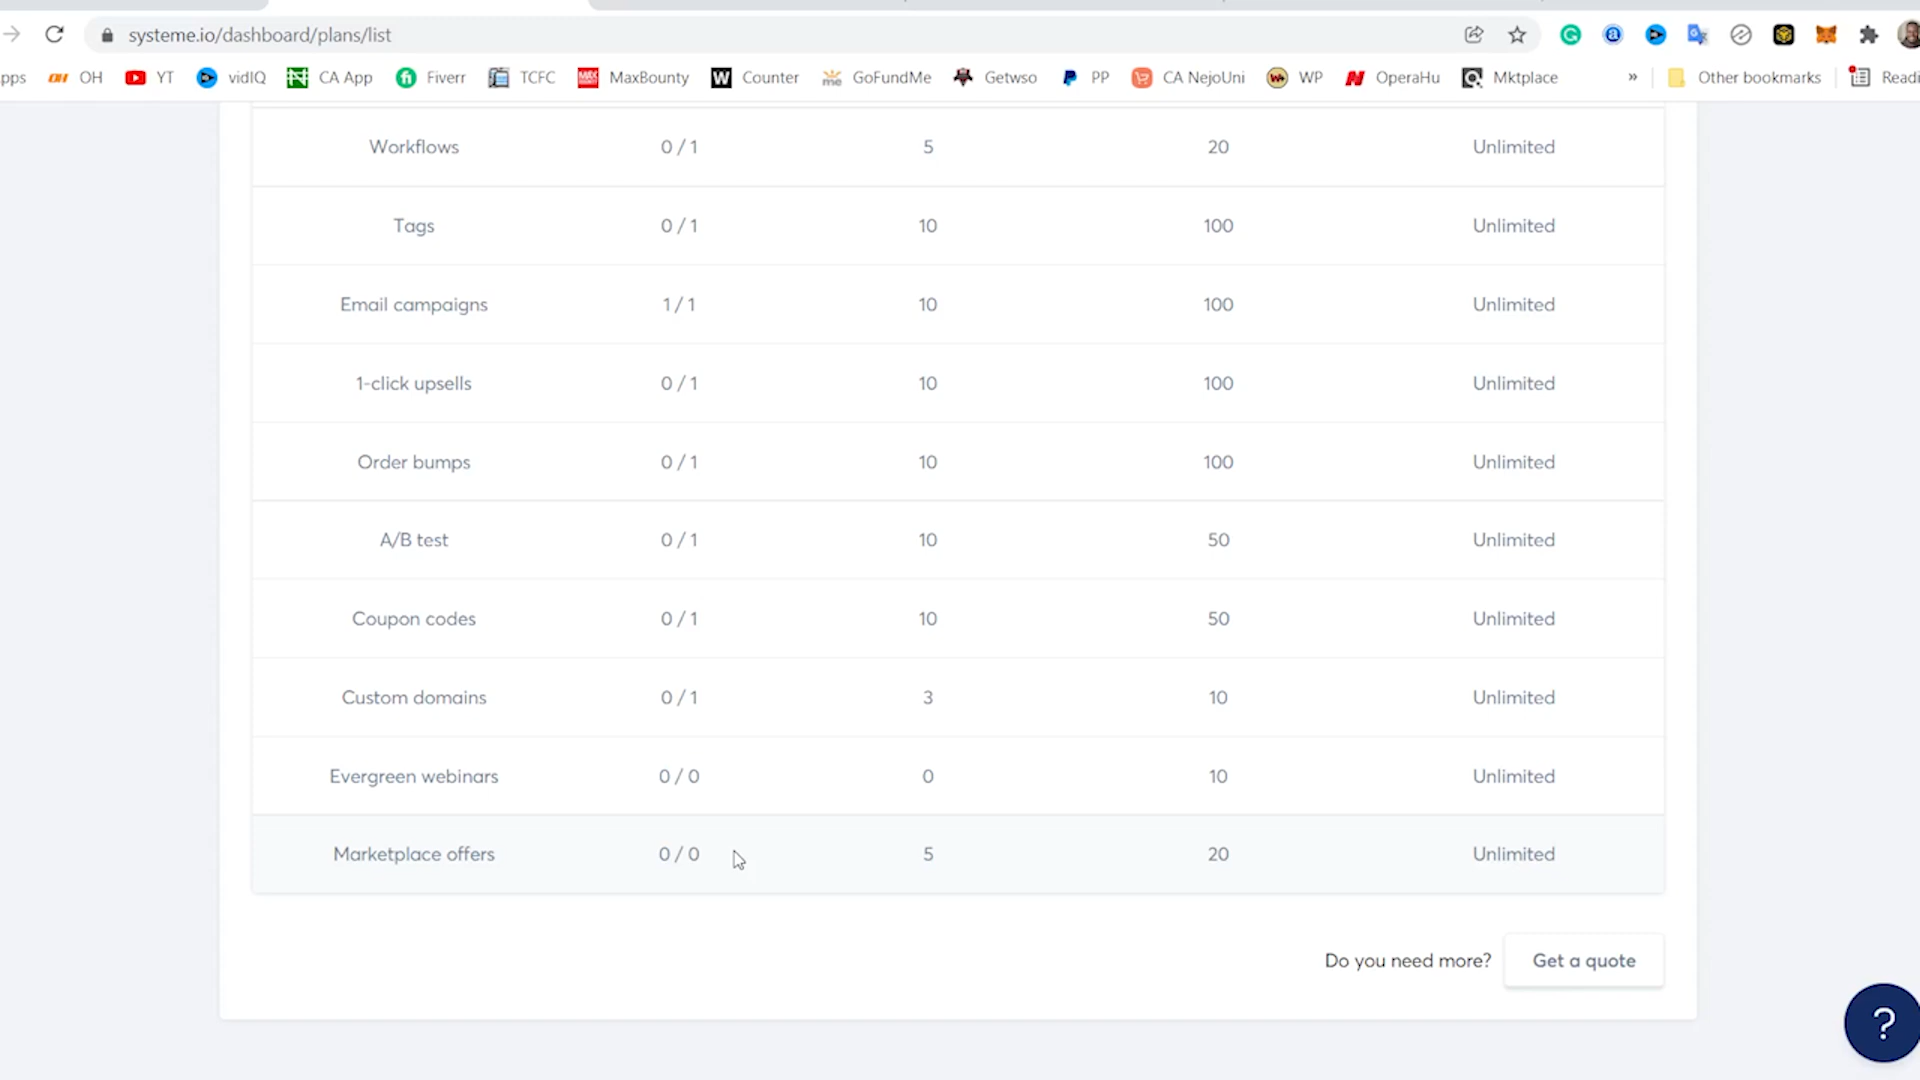 systeme.io/dashboard/plans/list
pps OH YT vidIQ CA App Fiverr TCFC MaxBounty Counter GoFundMe Getwso PP CA NejoUni WP OperaHu Mktplace » Other bookmarks Readi
Workflows 0 / 1 5 20 Unlimited
Tags 0 / 1 10 100 Unlimited
Email campaigns 1 / 1 10 100 Unlimited
1-click upsells 0 / 1 10 100 Unlimited
Order bumps 0 / 1 10 100 Unlimited
A/B test 0 / 1 10 50 Unlimited
Coupon codes 0 / 1 10 50 Unlimited
Custom domains 0 / 1 3 10 Unlimited
Evergreen webinars 0 / 0 0 10 Unlimited
Marketplace offers 0 / 0 5 20 Unlimited
Do you need more? Get a quote
?